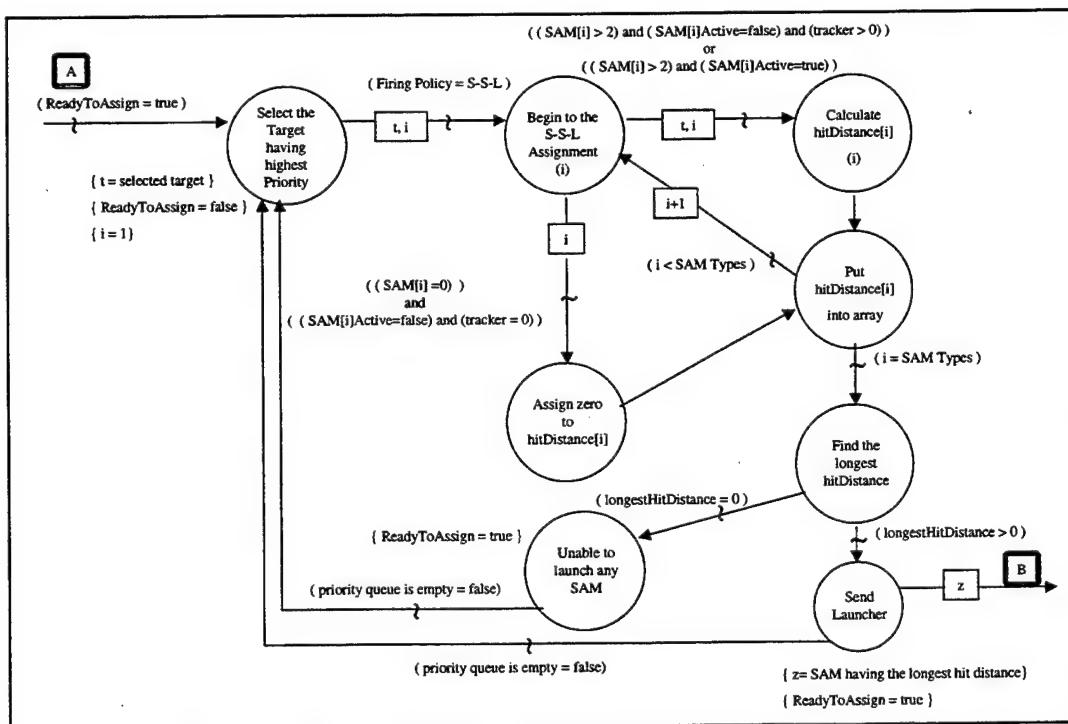 ( ( SAM[i] > 2) and ( SAM[i]Active=false) and (tracker > 0) )
or
( ( SAM[i] > 2) and ( SAM[i]Active=true) )
A
( ReadyToAssign = true)
Select the
Target
having
highest
Priority
( Firing Policy = S-S-L )
t, i
Begin to the
S-S-L
Assignment
(i)
t, i
Calculate
hitDistance[i]
(i)
{ t = selected target }
{ ReadyToAssign = false }
{ i = 1}
i+1
i
( i < SAM Types )
Put
hitDistance[i]
into array
( ( SAM[i] =0) )
and
( ( SAM[i]Active=false) and (tracker = 0) )
( i = SAM Types )
Assign zero
to
hitDistance[i]
Find the
longest
hitDistance
( longestHitDistance = 0 )
( longestHitDistance > 0 )
{ ReadyToAssign = true }
Unable to
launch any
SAM
( priority queue is empty = false)
Send
Launcher
z
B
( priority queue is empty = false)
{ z= SAM having the longest hit distance}
{ ReadyToAssign = true }